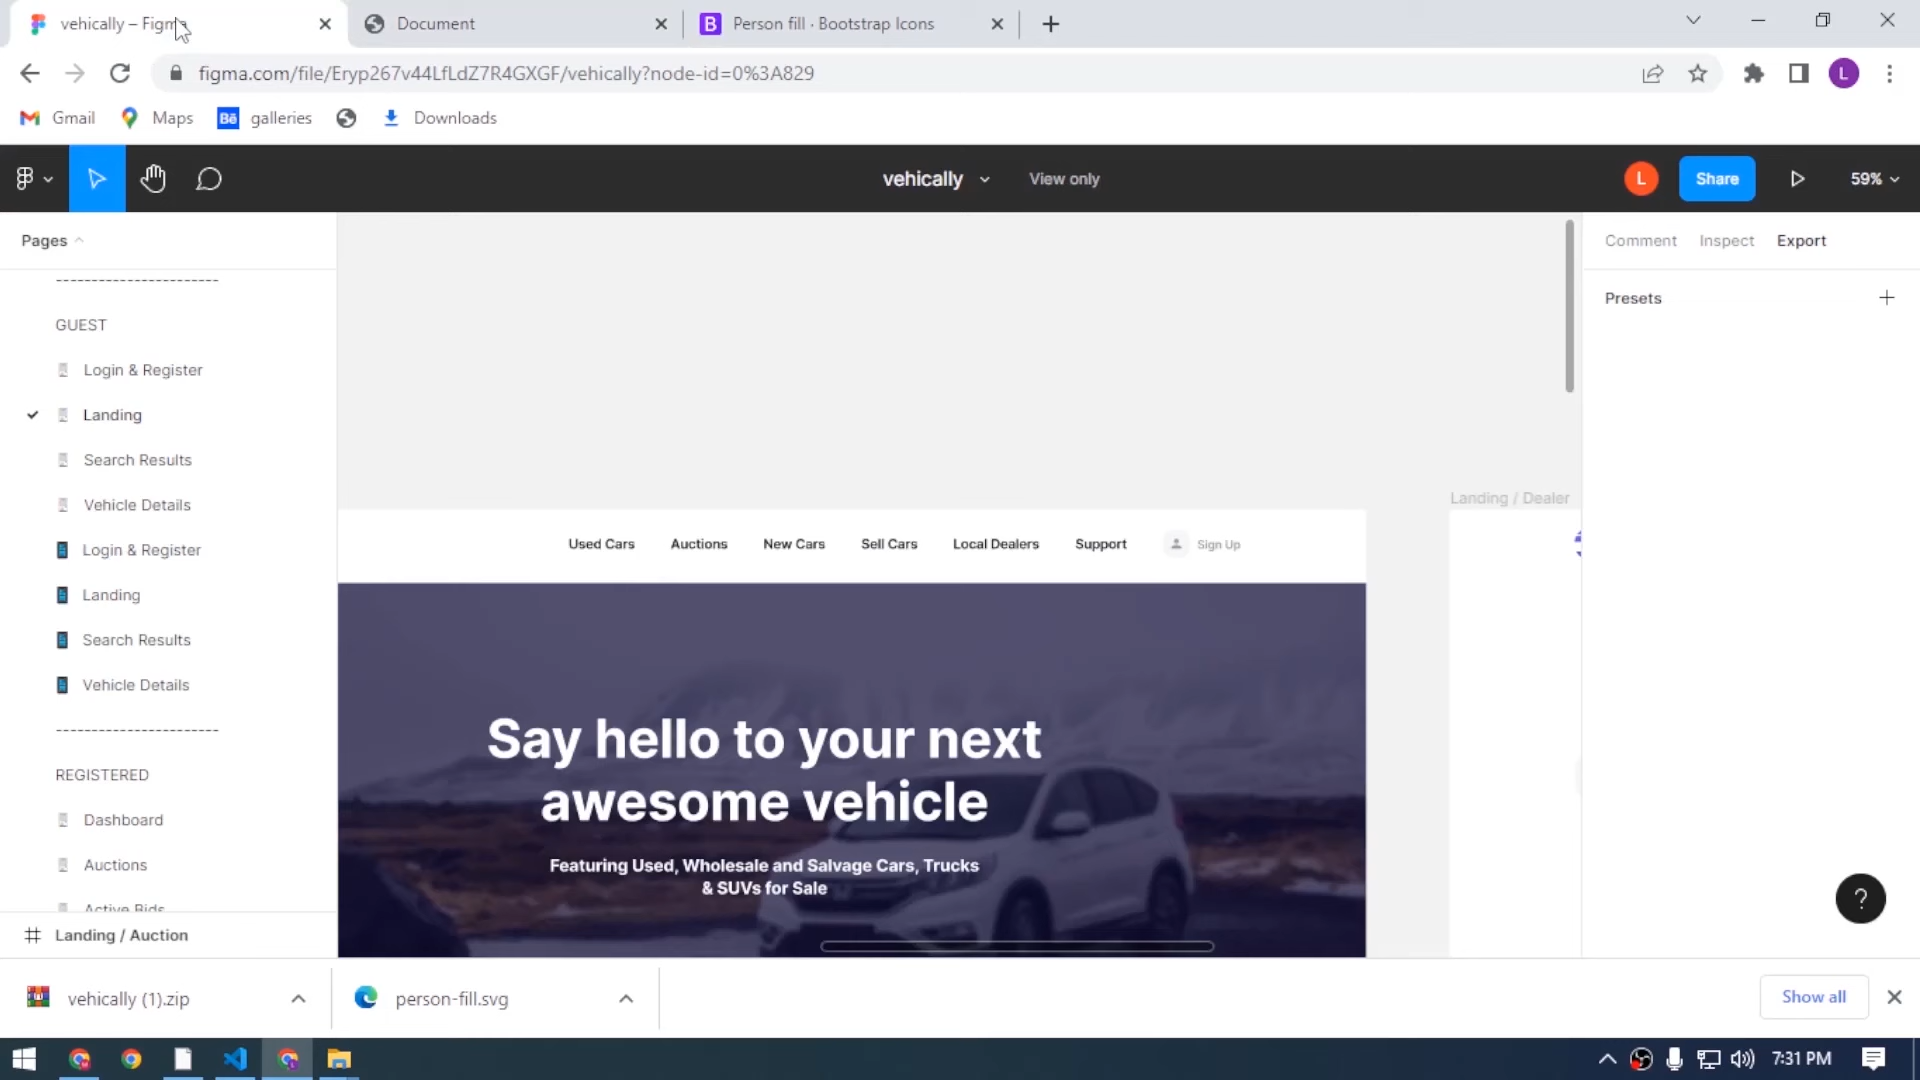 vehically – Figma
Document
Person fill · Bootstrap Icons
figma.com/file/Eryp267v44LfLdZ7R4GXGF/vehically?node-id=0%3A829
L
Gmail
Maps
Bē galleries
Downloads
vehically
View only
L
Share
59%
Pages
Comment
Inspect
Export
Presets
-----------------------
GUEST
Login & Register
Landing
Search Results
Vehicle Details
Login & Register
Landing
Search Results
Vehicle Details
-----------------------
REGISTERED
Dashboard
Auctions
Active Bids
Landing / Auction
Landing / Dealer
Used Cars
Auctions
New Cars
Sell Cars
Local Dealers
Support
Sign Up
Say hello to your next
awesome vehicle
Featuring Used, Wholesale and Salvage Cars, Trucks
& SUVs for Sale
?
vehically (1).zip
person-fill.svg
Show all
7:31 PM